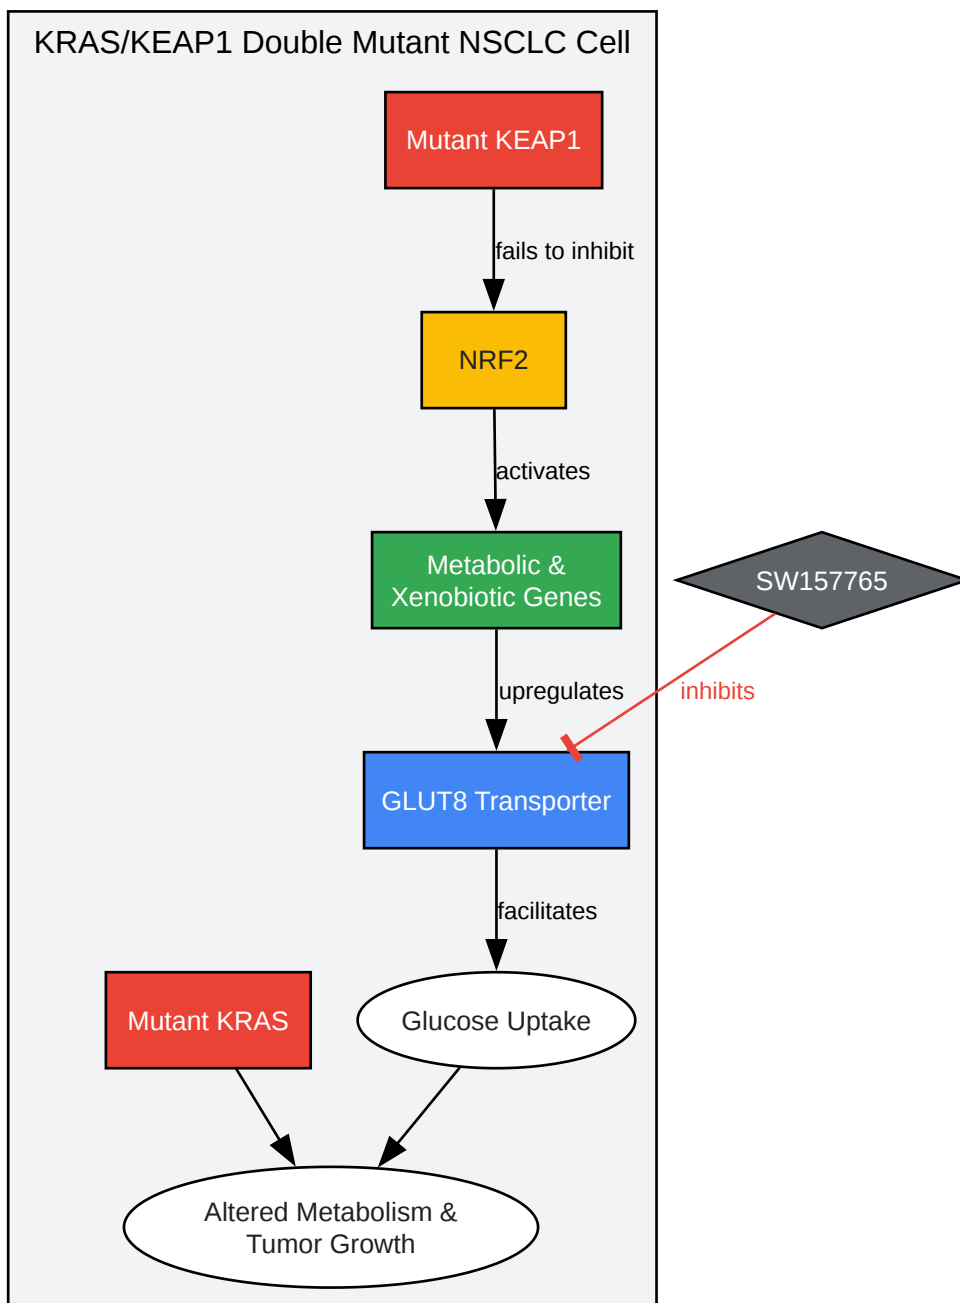 KRAS/KEAP1 Double Mutant NSCLC Cell
Mutant KEAP1
fails to inhibit
NRF2
activates
Metabolic &
Xenobiotic Genes
SW157765
upregulates
inhibits
GLUT8 Transporter
facilitates
Mutant KRAS
Glucose Uptake
Altered Metabolism &
Tumor Growth